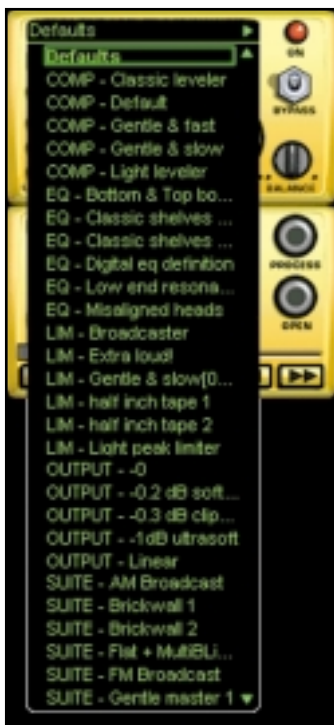 Defaults
ON
Defaults
COMP - Classic leveler
COMP - Default
BYPASS
COMP - Gentle & fast
COMP - Gentle & slow
COMP - Light leveler
BALANCE
EQ - Bottom & Top bo...
EQ - Classic shelves ...
EQ - Classic shelves ...
EQ - Digital eq definition
PROCESS
EQ - Low end resona...
EQ - Misaligned heads
OPEN
LIM - Broadcaster
LIM - Extra loud!
LIM - Gentle & slow[0...
LIM - half inch tape 1
LIM - half inch tape 2
LIM - Light peak limiter
OUTPUT - -0
OUTPUT - -0.2 dB soft...
OUTPUT - -0.3 dB clip...
OUTPUT - -1dB ultrasoft
OUTPUT - Linear
SUITE - AM Broadcast
SUITE - Brickwall 1
SUITE - Brickwall 2
SUITE - Flat + MultiBLi...
SUITE - FM Broadcast
SUITE - Gentle master 1